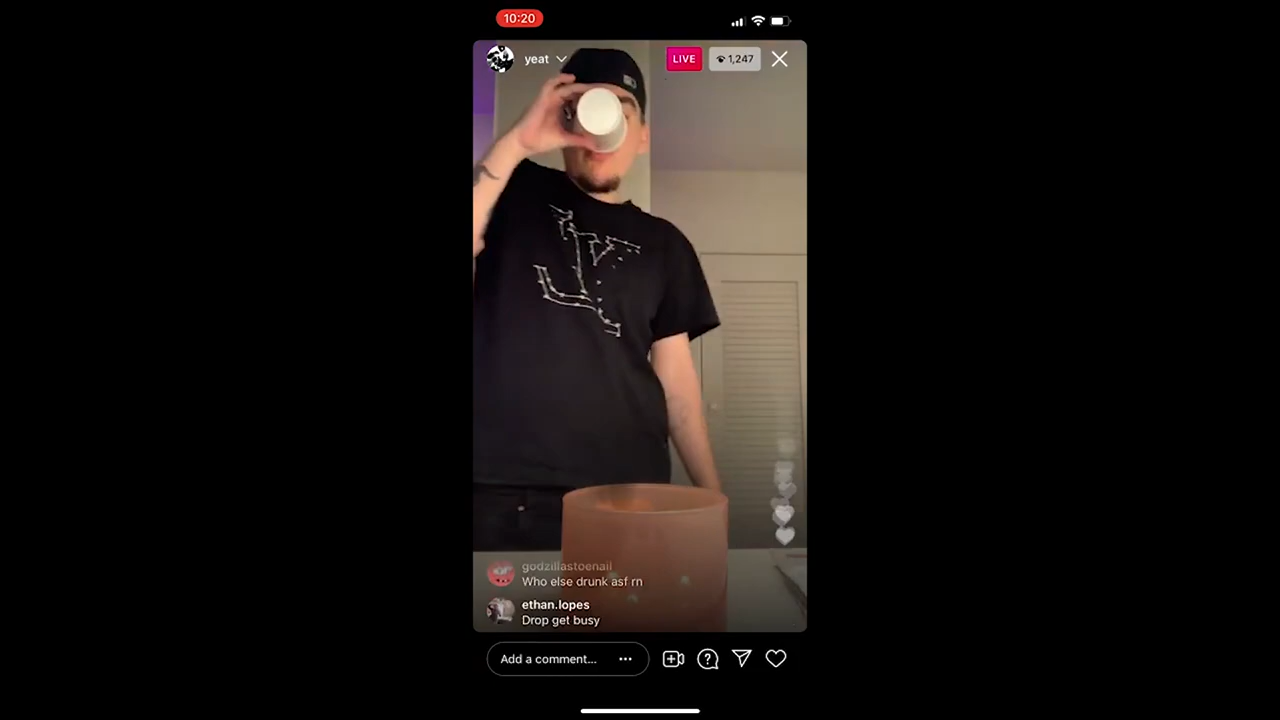 10:20
yeat
LIVE
1,247
godzillastoenail
Who else drunk asf rn
ethan.lopes
Drop get busy
Add a comment...